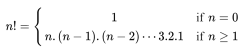 n! = { 1 if n = 0
n.(n − 1).(n − 2) ⋯ 3.2.1 if n ≥ 1